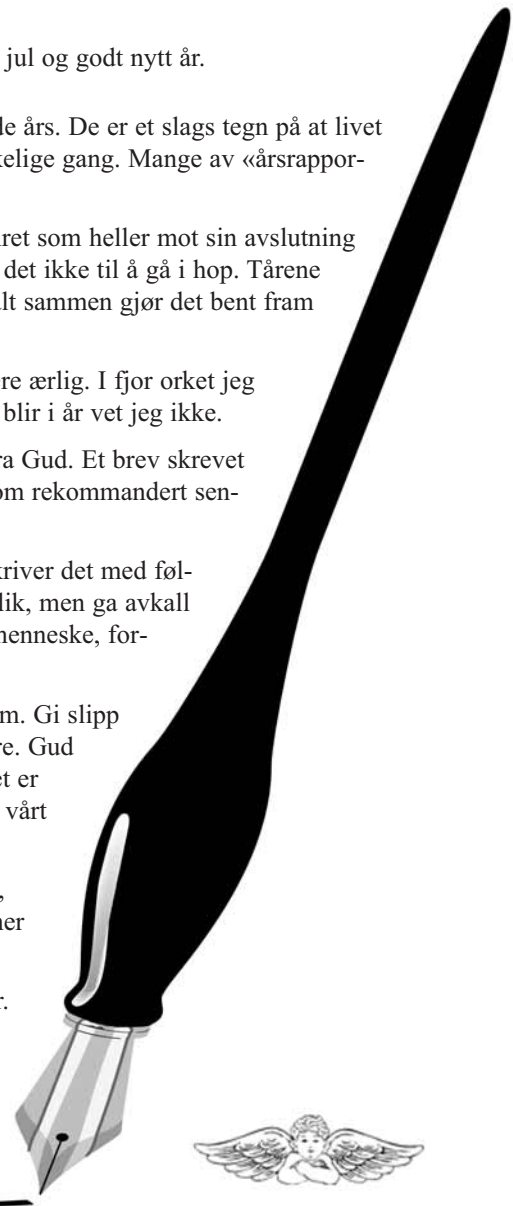 jul og godt nytt år.
de års. De er et slags tegn på at livet
kelige gang. Mange av «årsrappor-
ret som heller mot sin avslutning
det ikke til å gå i hop. Tårene
alt sammen gjør det bent fram
re ærlig. I fjor orket jeg
blir i år vet jeg ikke.
ra Gud. Et brev skrevet
om rekommandert sen-
kriver det med føl-
lik, men ga avkall
menneske, for-
m. Gi slipp
re. Gud
et er
vårt
ner
r.